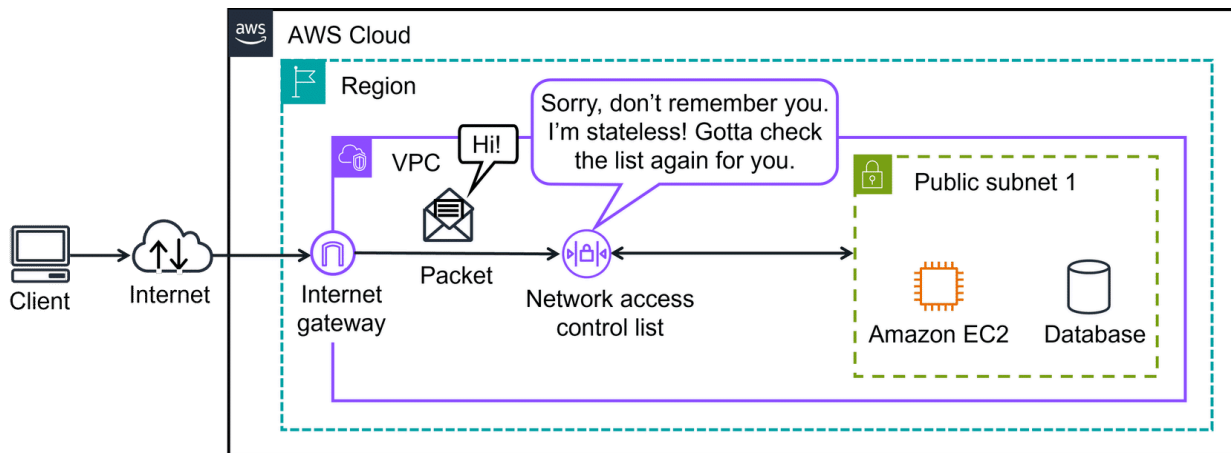 aws
AWS Cloud
Region
Sorry, don’t remember you.
I’m stateless! Gotta check
the list again for you.
Hi!
VPC
Public subnet 1
Client
Internet
Internet
gateway
Packet
Network access
control list
Amazon EC2
Database